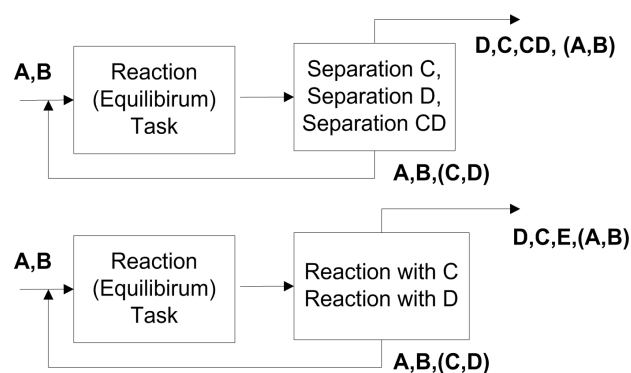 D,C,CD, (A,B)
A,B
Reaction
(Equilibirum)
Task
Separation C,
Separation D,
Separation CD
A,B,(C,D)
D,C,E,(A,B)
A,B
Reaction
(Equilibirum)
Task
Reaction with C
Reaction with D
A,B,(C,D)